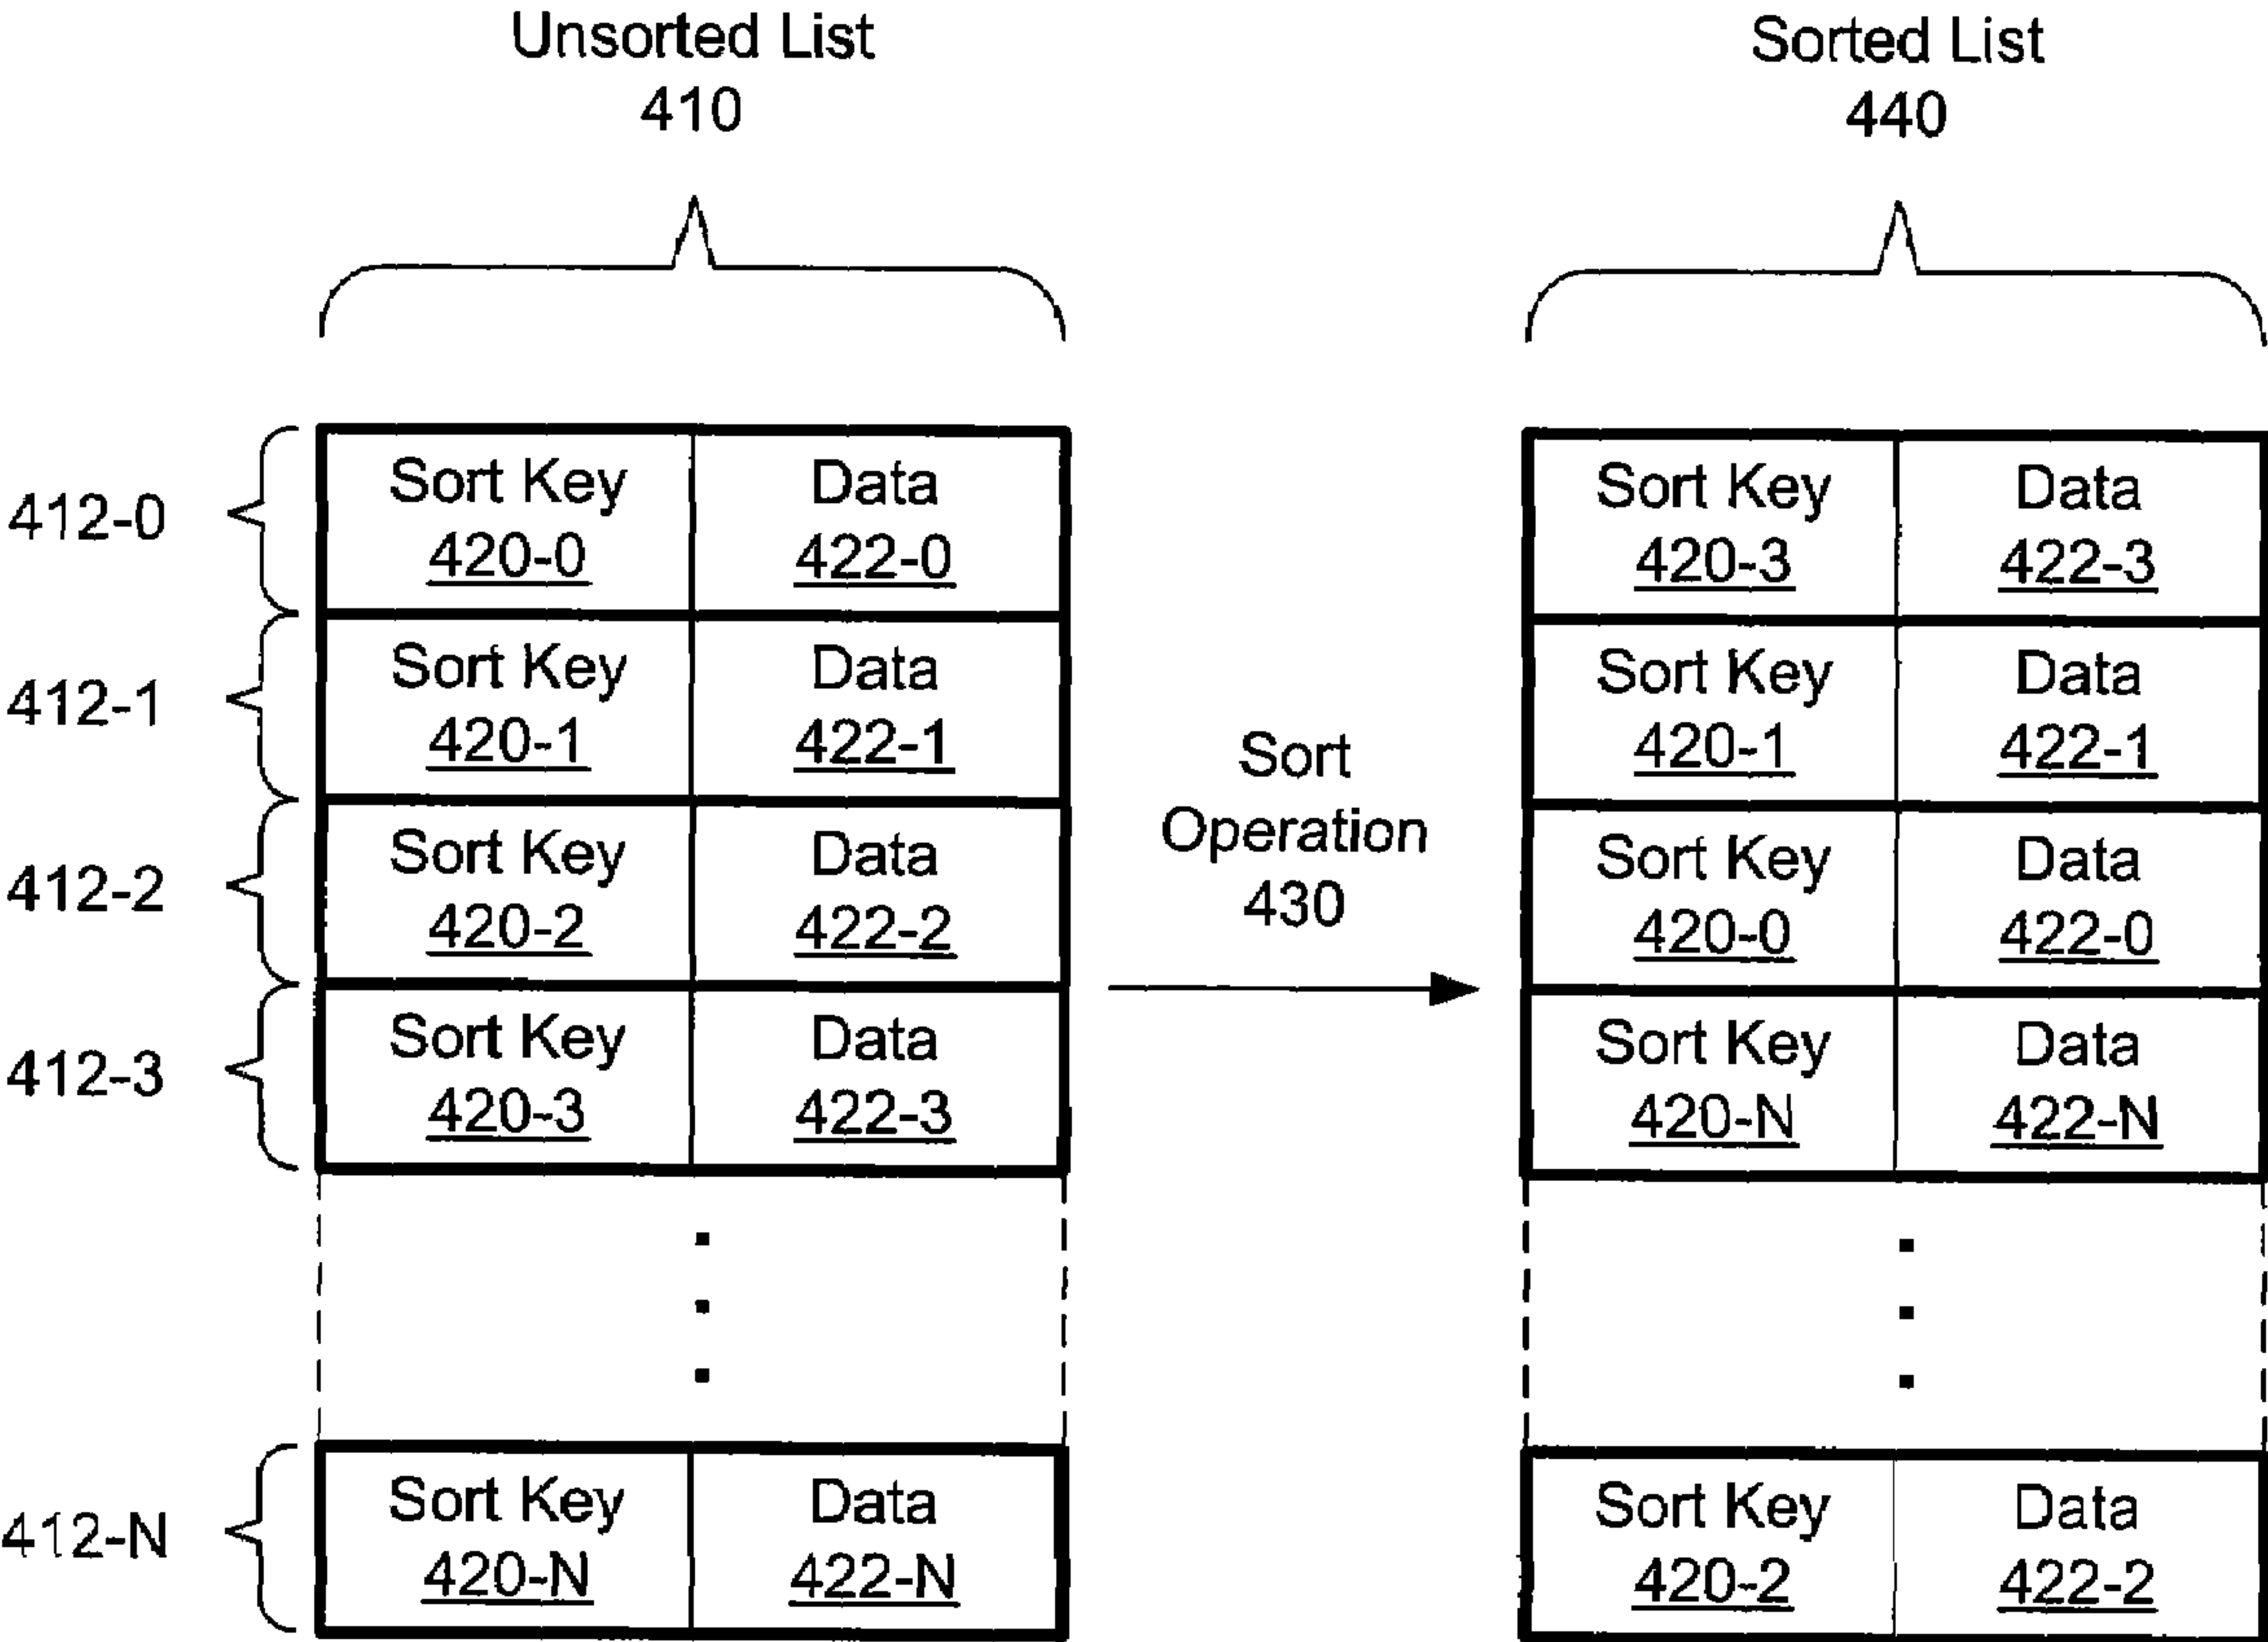 Unsorted List
410
Sorted List
440
412-0
Sort Key
420-0
Data
422-0
412-1
Sort Key
420-1
Data
422-1
412-2
Sort Key
420-2
Data
422-2
412-3
Sort Key
420-3
Data
422-3
412-N
Sort Key
420-N
Data
422-N
Sort
Operation
430
Sort Key
420-3
Data
422-3
Sort Key
420-1
Data
422-1
Sort Key
420-0
Data
422-0
Sort Key
420-N
Data
422-N
Sort Key
420-2
Data
422-2